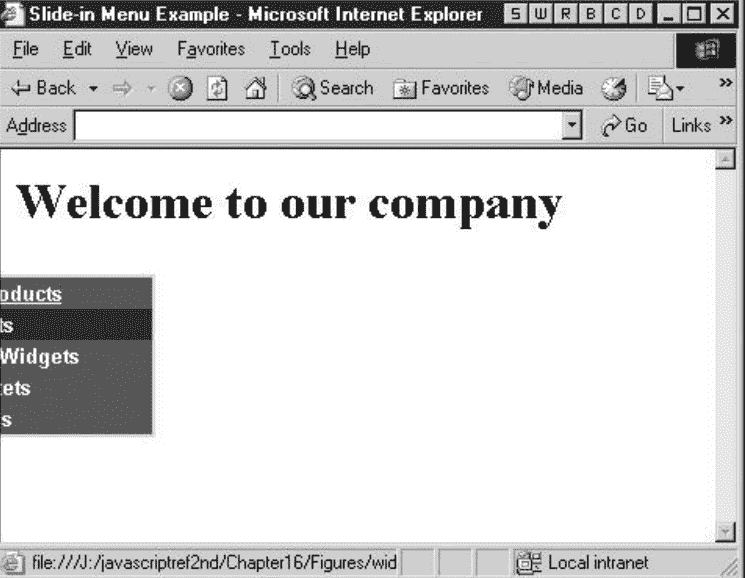 Slide-in Menu Example - Microsoft Internet Explorer S W R B C D
File Edit View Favorites Tools Help
Back Search Favorites Media »
Address Go Links »
Welcome to our company
oducts
ts
Widgets
ets
s
file:///J:/javascriptref2nd/Chapter16/Figures/wid Local intranet